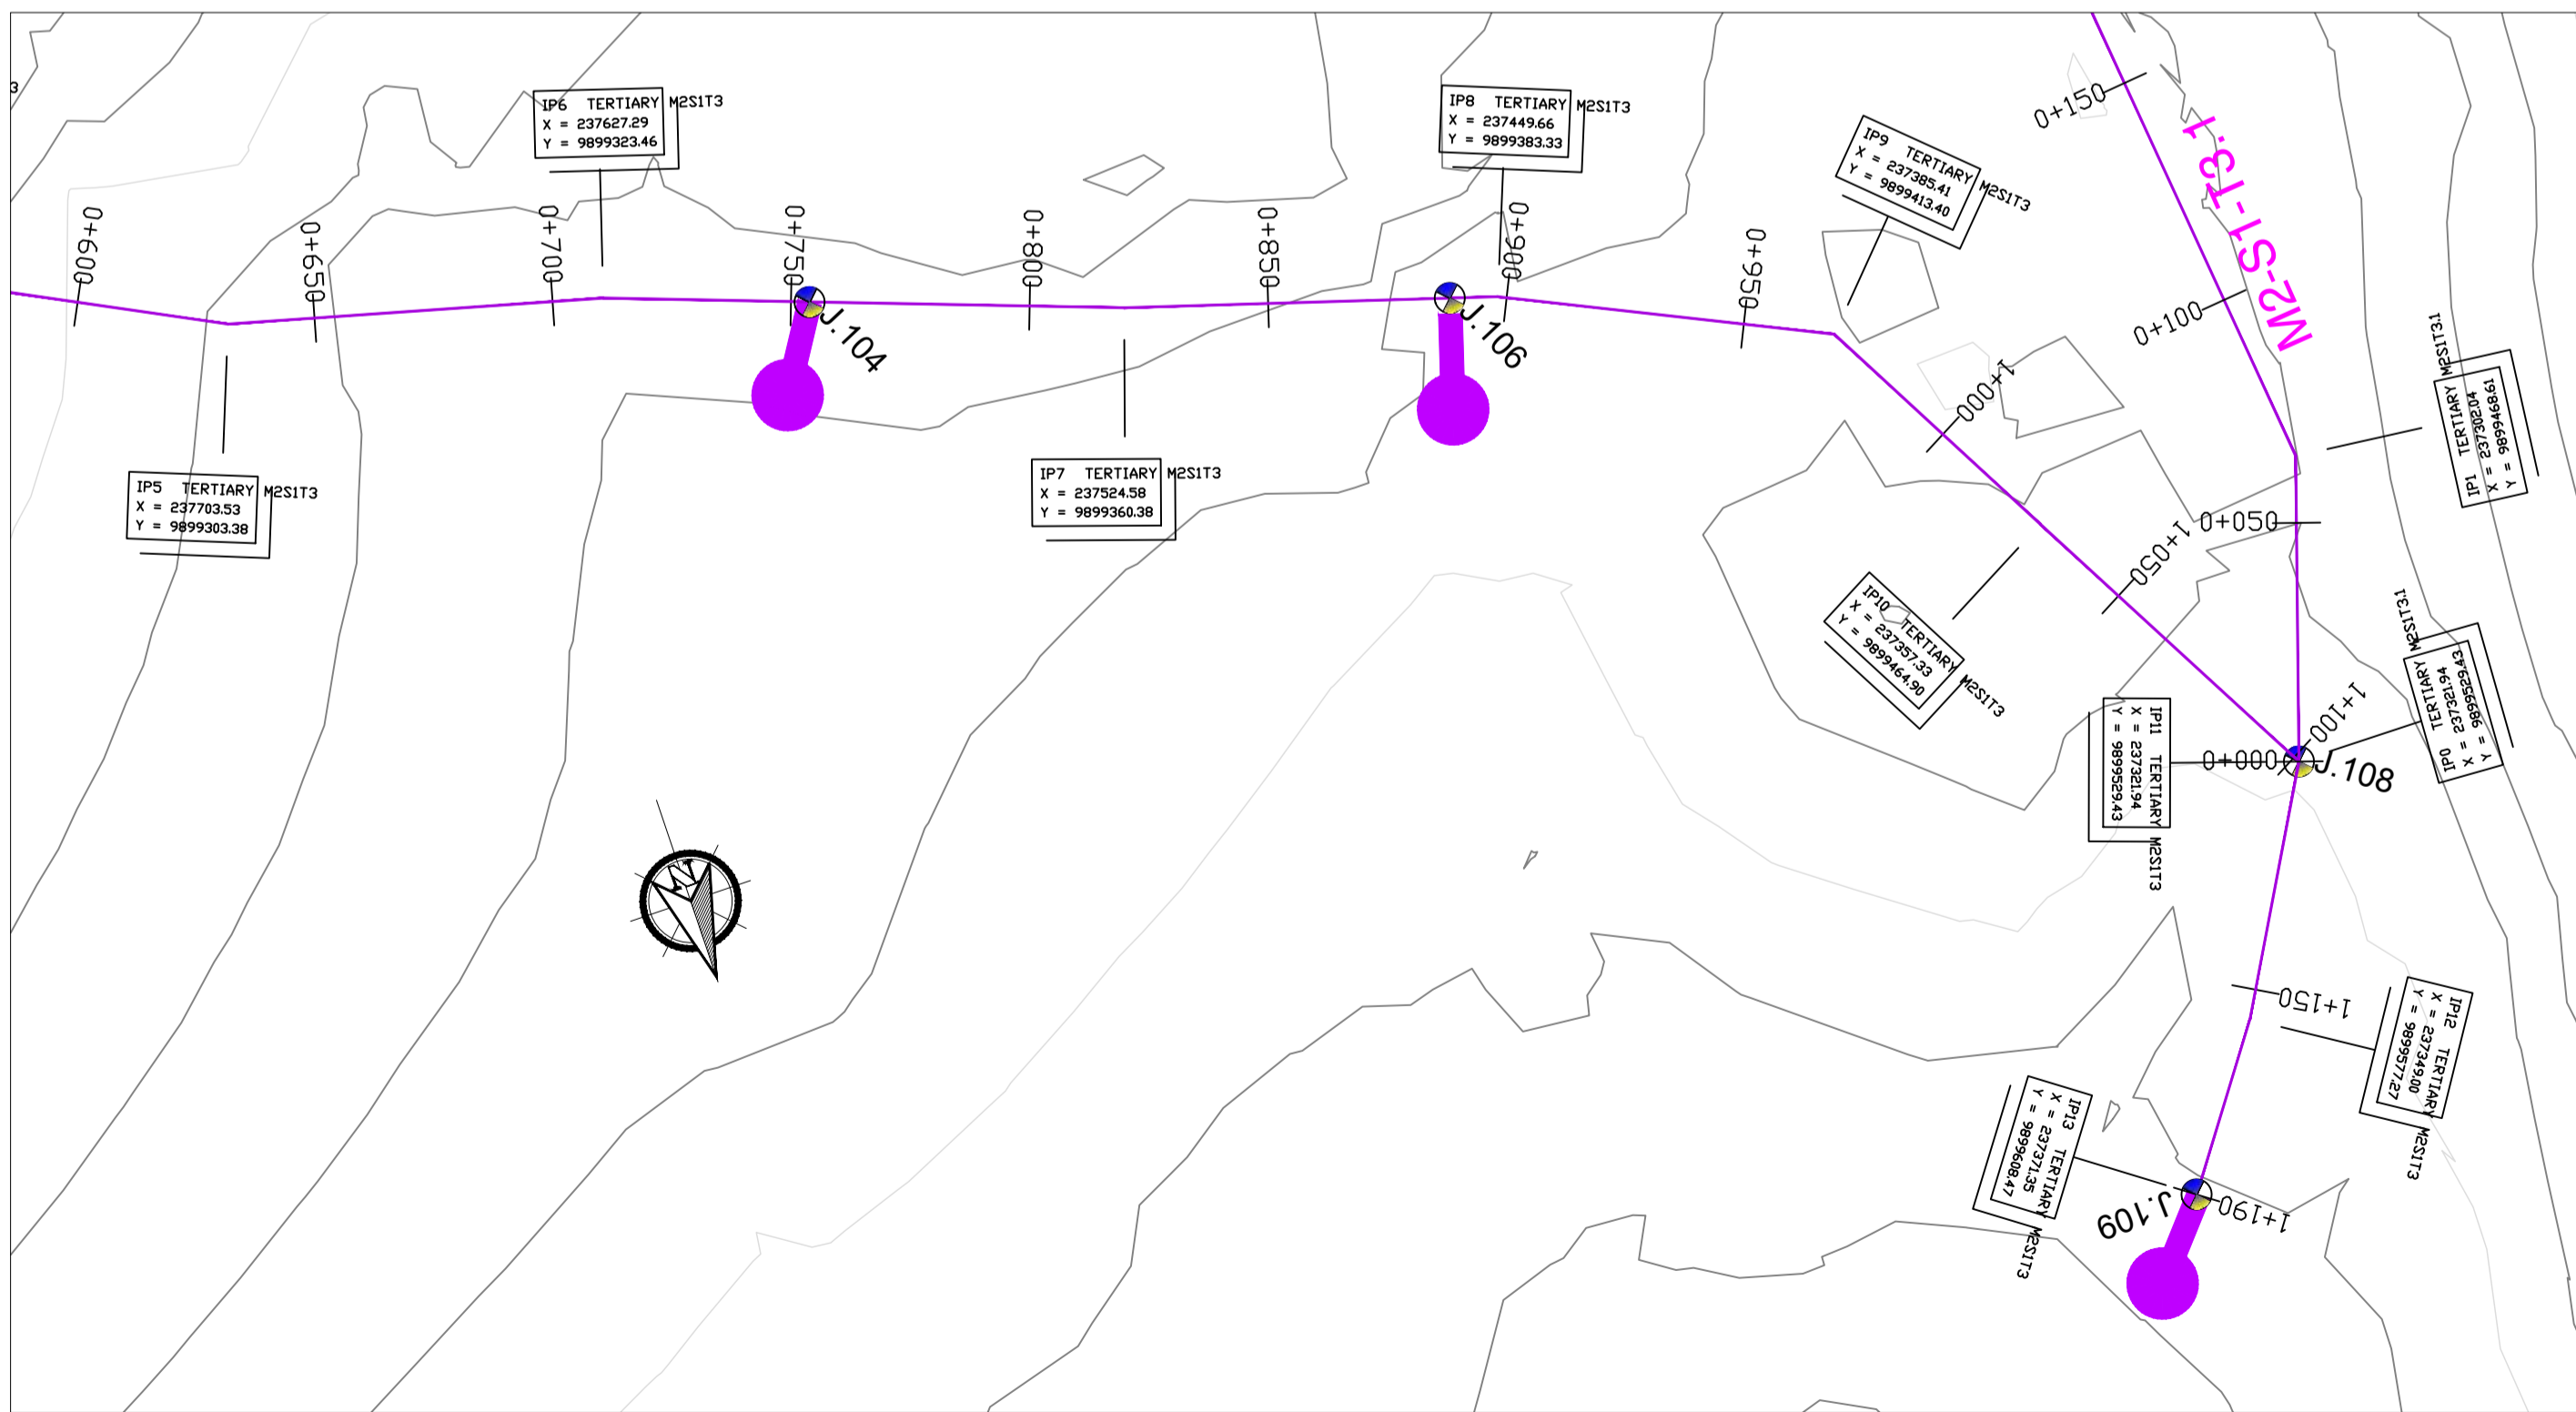 3
IP6 TERTIARY M2S1T3
X = 237627.29
Y = 9899323.46
IP8 TERTIARY M2S1T3
X = 237449.66
Y = 9899383.33
IP9 TERTIARY M2S1T3
X = 237385.41
Y = 9899413.40
0+150
M2-S1-T3.1
0+100
0+600
0+650
0+700
0+750
0+800
0+850
0+900
0+950
J.104
J.106
1+000
IP1 TERTIARY M2S1T3.1
X = 237302.04
Y = 9899468.61
IP5 TERTIARY M2S1T3
X = 237703.53
Y = 9899303.38
IP7 TERTIARY M2S1T3
X = 237524.58
Y = 9899360.38
0+050
1+050
IP10 TERTIARY M2S1T3
X = 237357.33
Y = 9899464.90
IP0 TERTIARY M2S1T3.1
X = 237321.94
Y = 9899529.43
1+100
IP11 TERTIARY M2S1T3
X = 237321.94
Y = 9899529.43
0+000
J.108
N
1+150
IP12 TERTIARY M2S1T3
X = 237349.00
Y = 9899577.27
IP13 TERTIARY M2S1T3
X = 237371.35
Y = 9899608.47
J.109
1+190